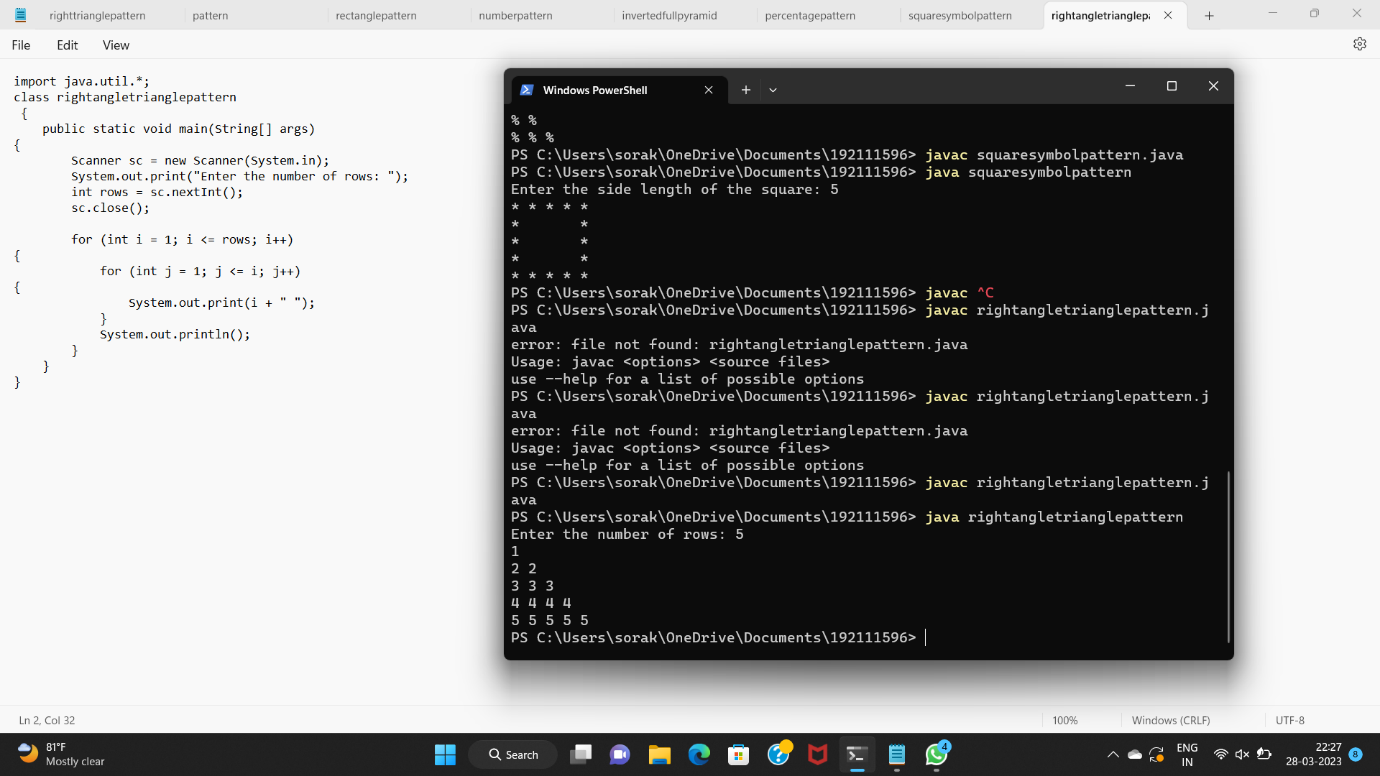 righttrianglepattern pattern rectanglepattern numberpattern invertedfullpyramid percentagepattern squaresymbolpattern rightangletrianglepa
File Edit View
import java.util.*;
class rightangletrianglepattern
{
public static void main(String[] args)
{
Scanner sc = new Scanner(System.in);
System.out.print("Enter the number of rows: ");
int rows = sc.nextInt();
sc.close();
for (int i = 1; i <= rows; i++)
{
for (int j = 1; j <= i; j++)
{
System.out.print(i + " ");
}
System.out.println();
}
}
}
Windows PowerShell
% %
% % %
PS C:\Users\sorak\OneDrive\Documents\192111596> javac squaresymbolpattern.java
PS C:\Users\sorak\OneDrive\Documents\192111596> java squaresymbolpattern
Enter the side length of the square: 5
* * * * *
*       *
*       *
*       *
* * * * *
PS C:\Users\sorak\OneDrive\Documents\192111596> javac ^C
PS C:\Users\sorak\OneDrive\Documents\192111596> javac rightangletrianglepattern.j
ava
error: file not found: rightangletrianglepattern.java
Usage: javac <options> <source files>
use --help for a list of possible options
PS C:\Users\sorak\OneDrive\Documents\192111596> javac rightangletrianglepattern.j
ava
error: file not found: rightangletrianglepattern.java
Usage: javac <options> <source files>
use --help for a list of possible options
PS C:\Users\sorak\OneDrive\Documents\192111596> javac rightangletrianglepattern.j
ava
PS C:\Users\sorak\OneDrive\Documents\192111596> java rightangletrianglepattern
Enter the number of rows: 5
1
2 2
3 3 3
4 4 4 4
5 5 5 5 5
PS C:\Users\sorak\OneDrive\Documents\192111596>
Ln 2, Col 32 100% Windows (CRLF) UTF-8
81°F
Mostly clear
Search
4
ENG
IN
22:27
28-03-2023
8